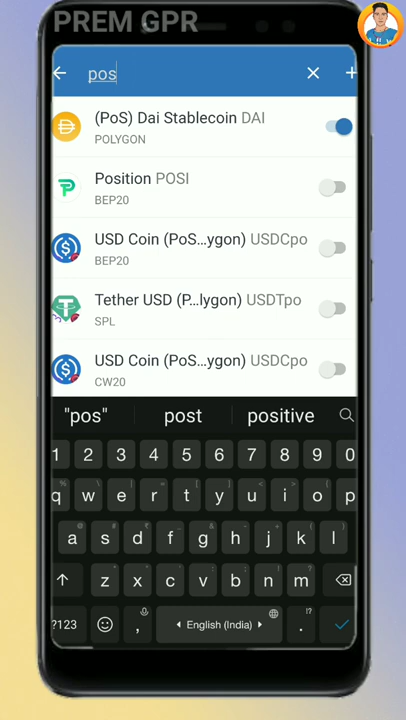 PREM GPR
pos
(PoS) Dai Stablecoin DAI
POLYGON
Position POSI
BEP20
USD Coin (PoS...ygon) USDCpo
BEP20
Tether USD (P...lygon) USDTpo
SPL
USD Coin (PoS...ygon) USDCpo
CW20
"pos" post positive
1 2 3 4 5 6 7 8 9 0
q w e r t y u i o p
a s d f g h j k l
z x c v b n m
?123 , English (India) . !?